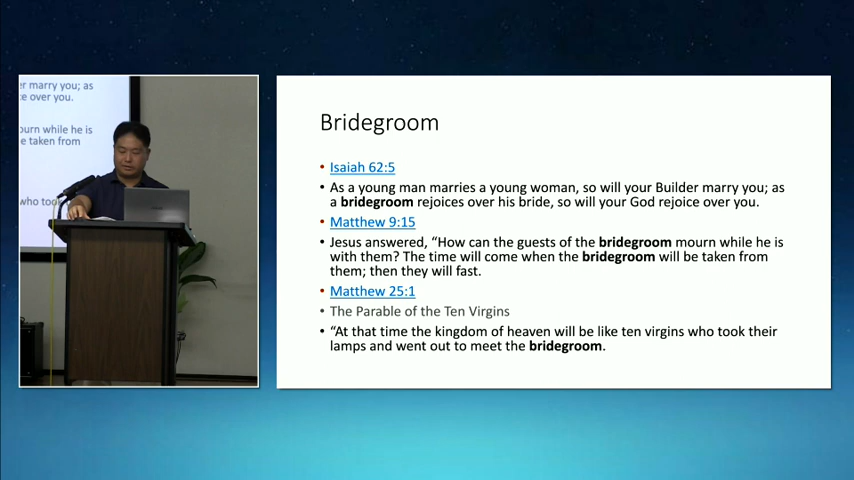 er marry you; as
ce over you.
ourn while he is
e taken from
who took
Bridegroom
• Isaiah 62:5
• As a young man marries a young woman, so will your Builder marry you; as
a bridegroom rejoices over his bride, so will your God rejoice over you.
• Matthew 9:15
• Jesus answered, “How can the guests of the bridegroom mourn while he is
with them? The time will come when the bridegroom will be taken from
them; then they will fast.
• Matthew 25:1
• The Parable of the Ten Virgins
• “At that time the kingdom of heaven will be like ten virgins who took their
lamps and went out to meet the bridegroom.